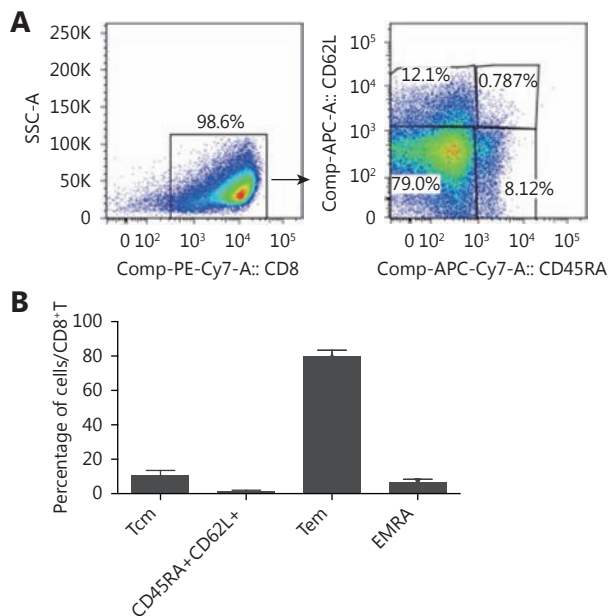 A
SSC-A
250K
200K
150K
100K
50K
0
98.6%
0 10² 10³ 10⁴ 10⁵
Comp-PE-Cy7-A:: CD8
Comp-APC-A:: CD62L
10⁵
10⁴
10³
10²
0
12.1%
0.787%
79.0%
8.12%
0 10² 10³ 10⁴ 10⁵
Comp-APC-Cy7-A:: CD45RA
B
Percentage of cells/CD8⁺T
100
80
60
40
20
0
Tcm
CD45RA+CD62L+
Tem
EMRA